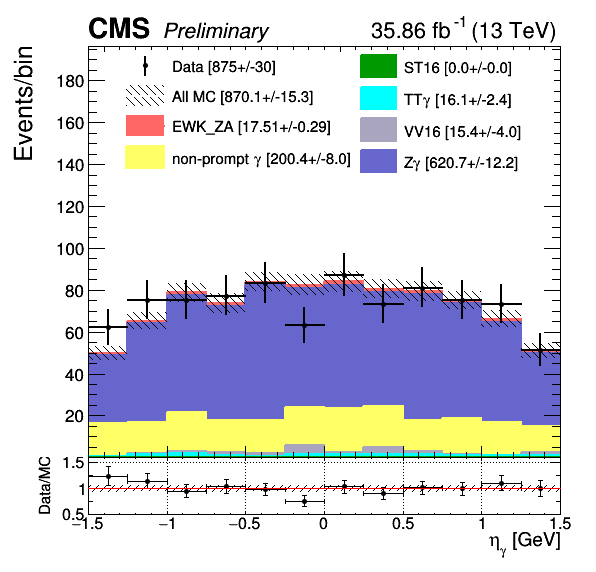 CMS Preliminary 35.86 fb⁻¹ (13 TeV)
Events/bin
Data [875+/-30]
All MC [870.1+/-15.3]
EWK_ZA [17.51+/-0.29]
non-prompt γ [200.4+/-8.0]
ST16 [0.0+/-0.0]
TTγ [16.1+/-2.4]
VV16 [15.4+/-4.0]
Zγ [620.7+/-12.2]
180
160
140
120
100
80
60
40
20
Data/MC
1.5
1
0.5
−1.5 −1 −0.5 0 0.5 1 1.5
ηγ [GeV]